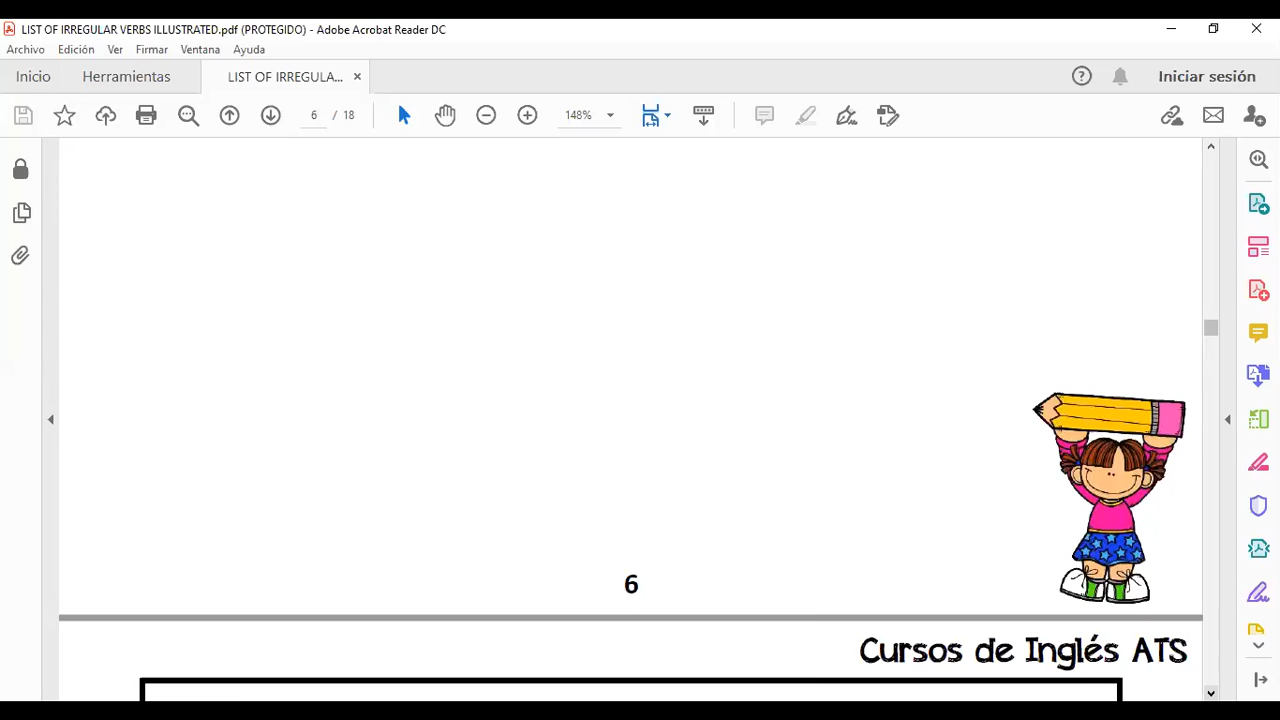 LIST OF IRREGULAR VERBS ILLUSTRATED.pdf (PROTEGIDO) - Adobe Acrobat Reader DC
Archivo Edición Ver Firmar Ventana Ayuda
Inicio Herramientas LIST OF IRREGULA... Iniciar sesión
6 / 18 148%
6
Cursos de Inglés ATS